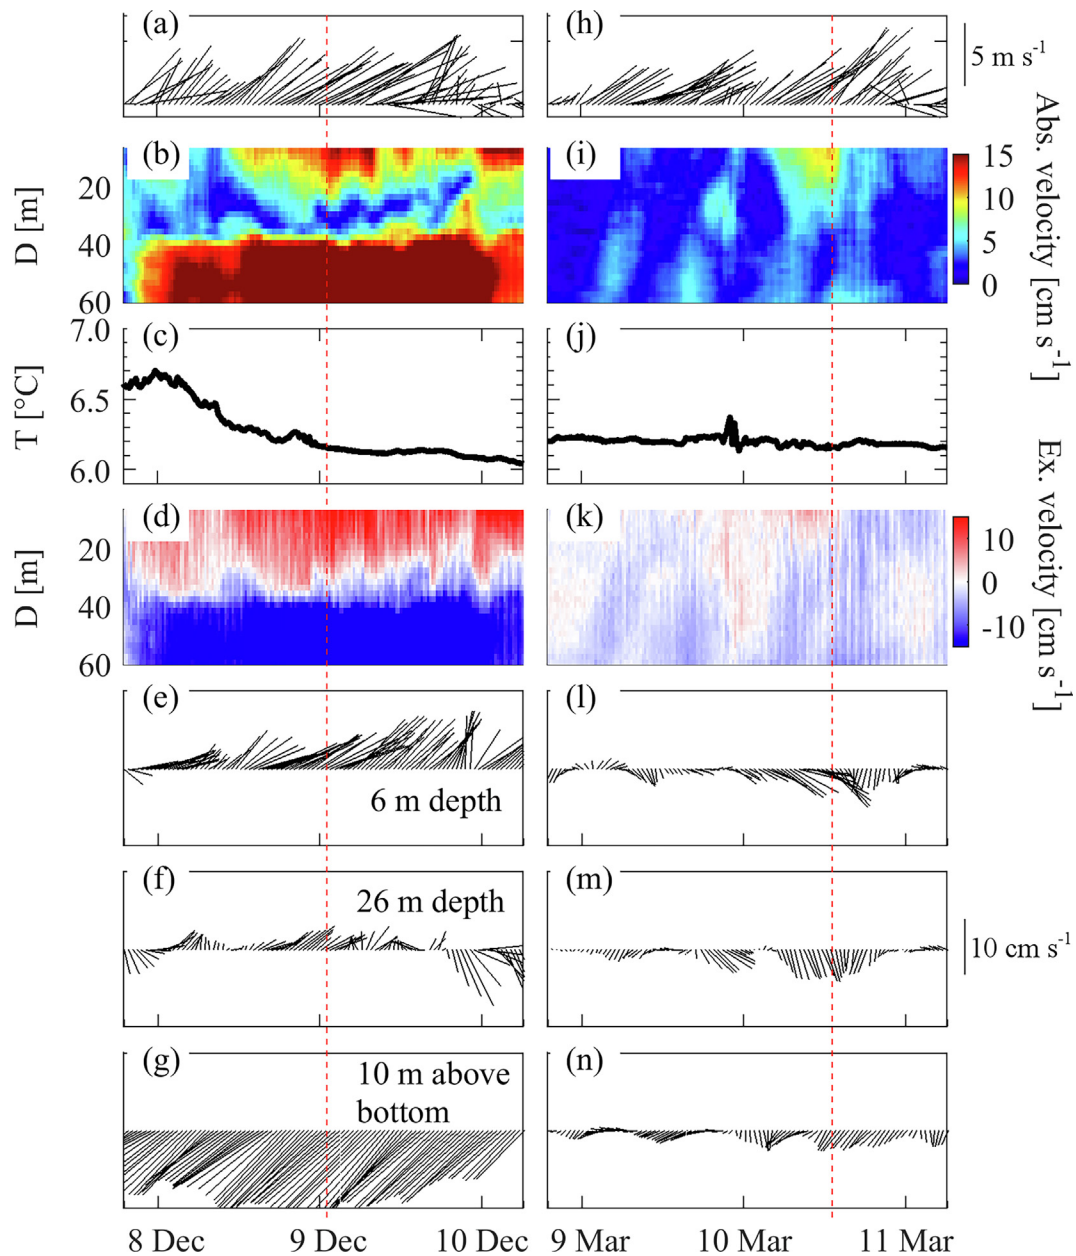 (a)
(h)
5 m s-1
(b)
(i)
D [m]
20
40
60
15
10
5
0
Abs. velocity [cm s-1]
(c)
(j)
T [°C]
7.0
6.5
6.0
(d)
(k)
D [m]
20
40
60
10
0
-10
Ex. velocity [cm s-1]
(e)
6 m depth
(l)
(f)
26 m depth
(m)
10 cm s-1
(g)
10 m above
bottom
(n)
8 Dec 9 Dec 10 Dec 9 Mar 10 Mar 11 Mar